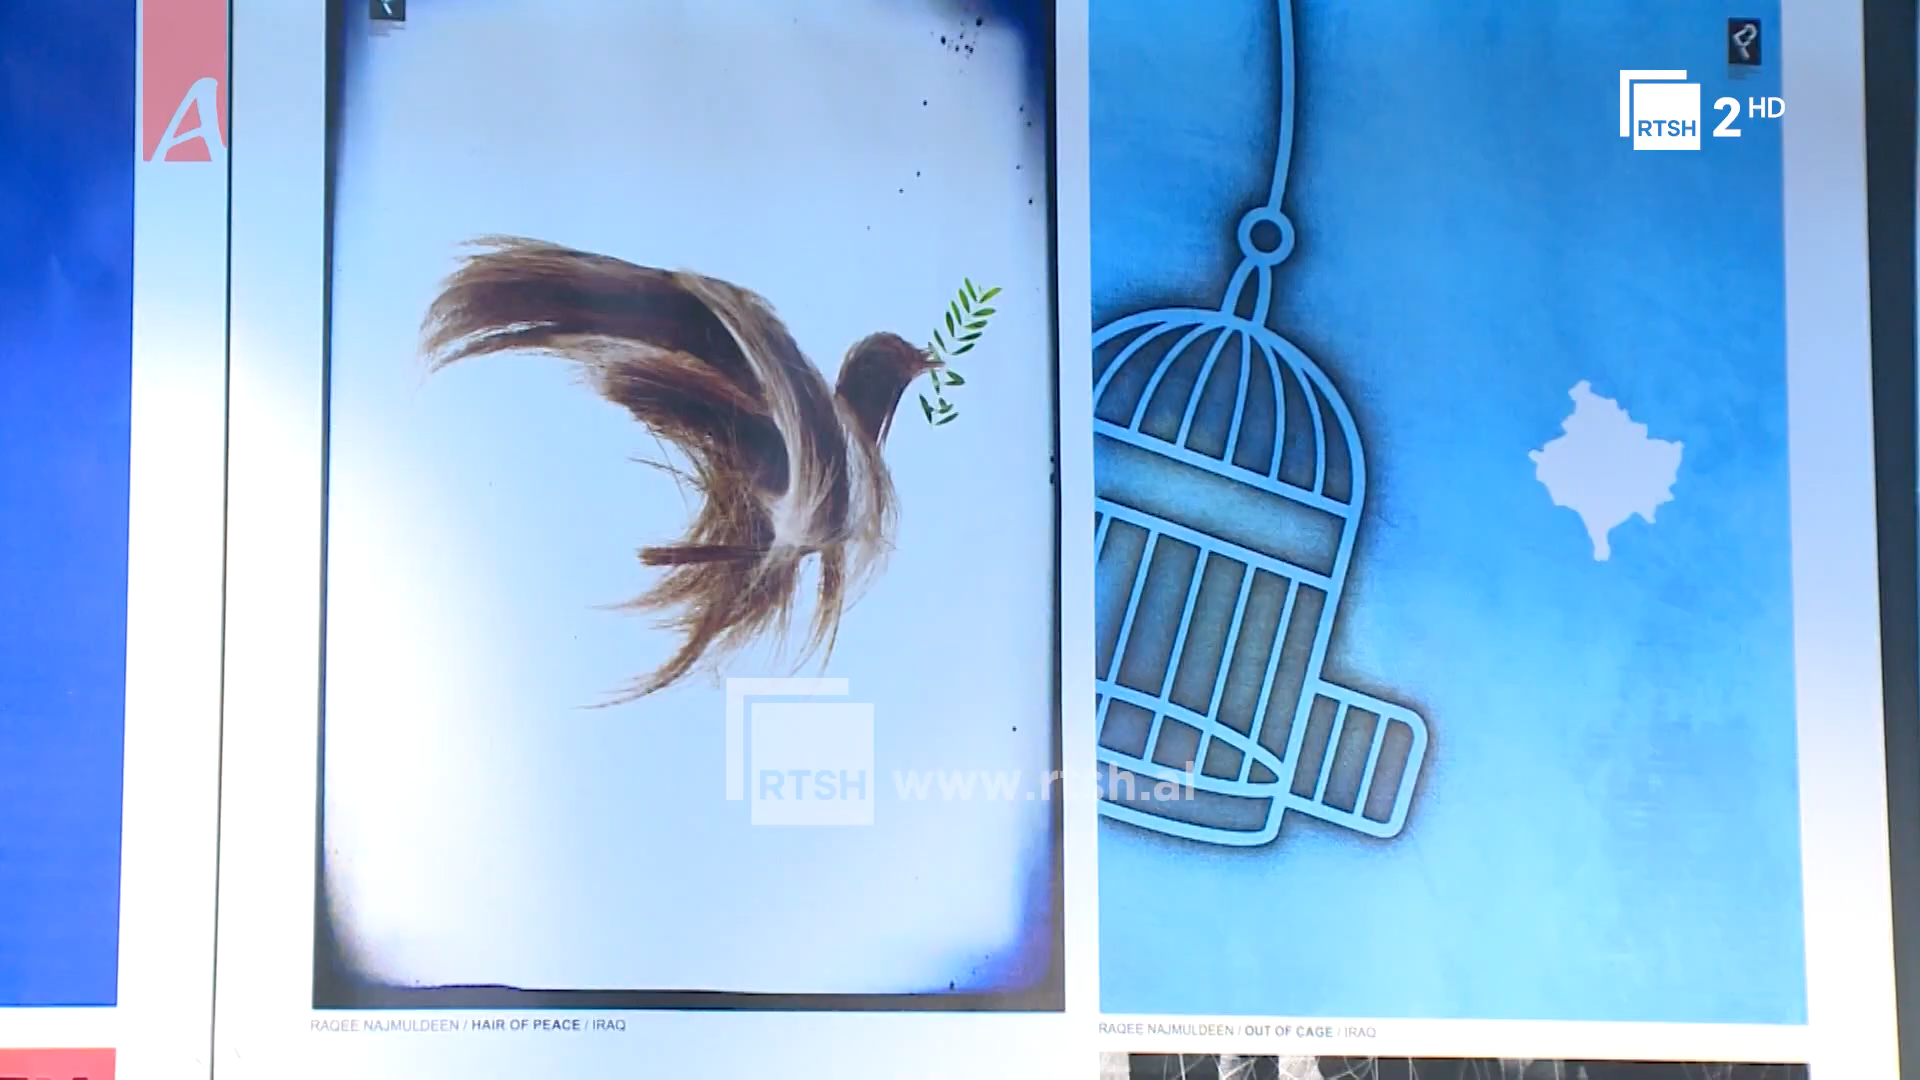 A
RTSH 2 HD
RTSH www.rtsh.al
RAQEE NAJMULDEEN / HAIR OF PEACE / IRAQ
RAQEE NAJMULDEEN / OUT OF CAGE / IRAQ